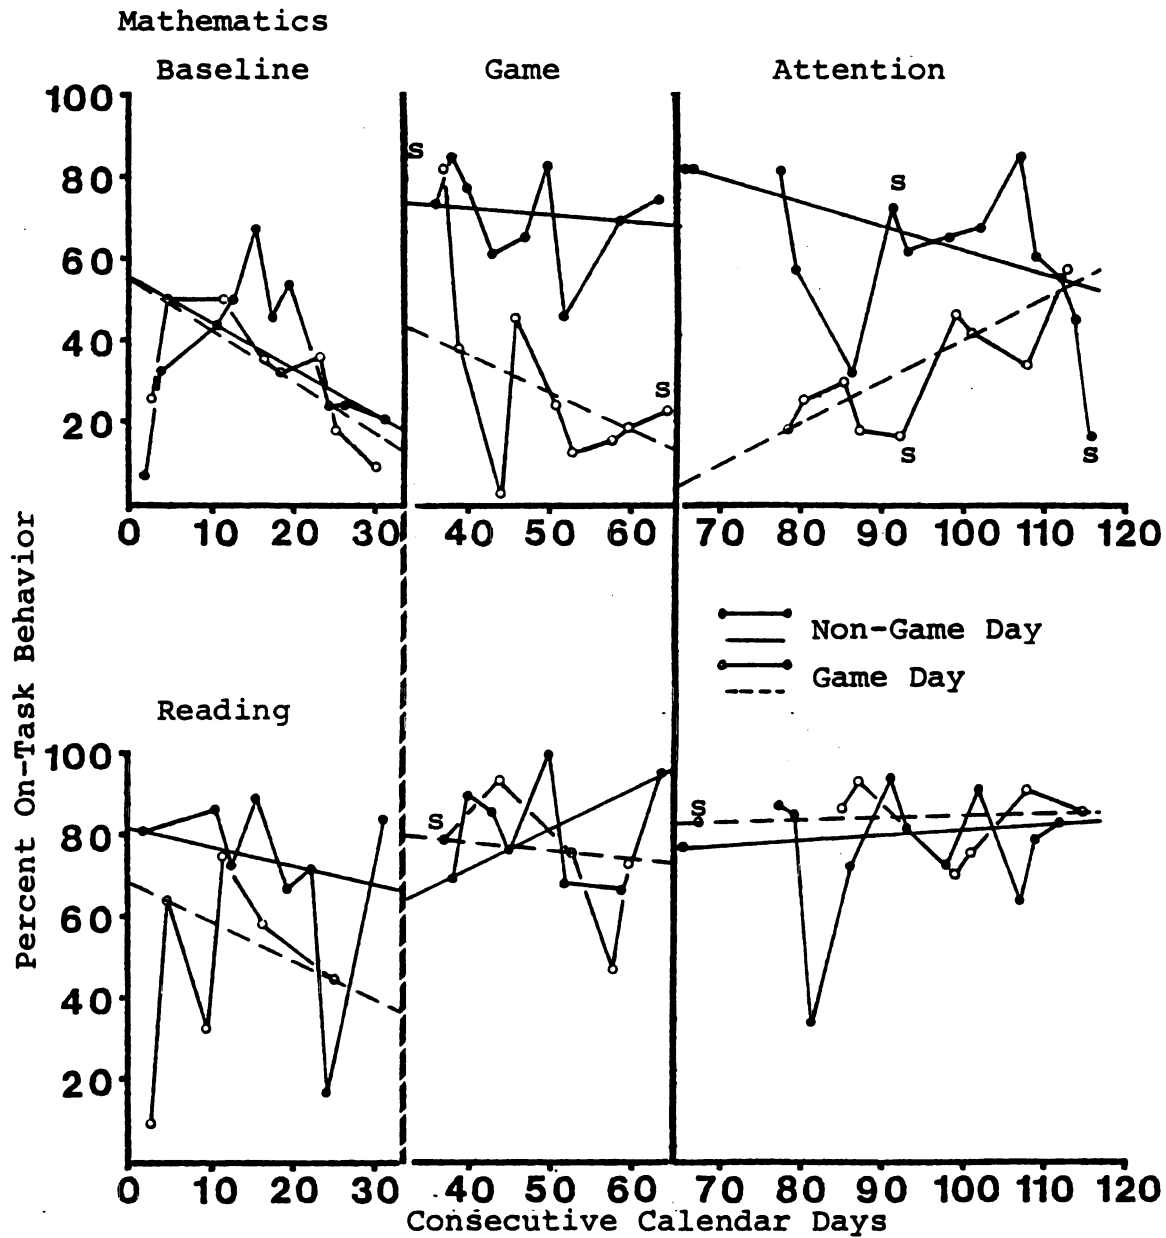 Mathematics
Baseline Game Attention
100
80
60
40
20
S
S
S
S
S
0 10 20 30 40 50 60 70 80 90 100 110 120
Percent On-Task Behavior
Non-Game Day
Game Day
Reading
100
80
60
40
20
S
S
0 10 20 30 40 50 60 70 80 90 100 110 120
Consecutive Calendar Days